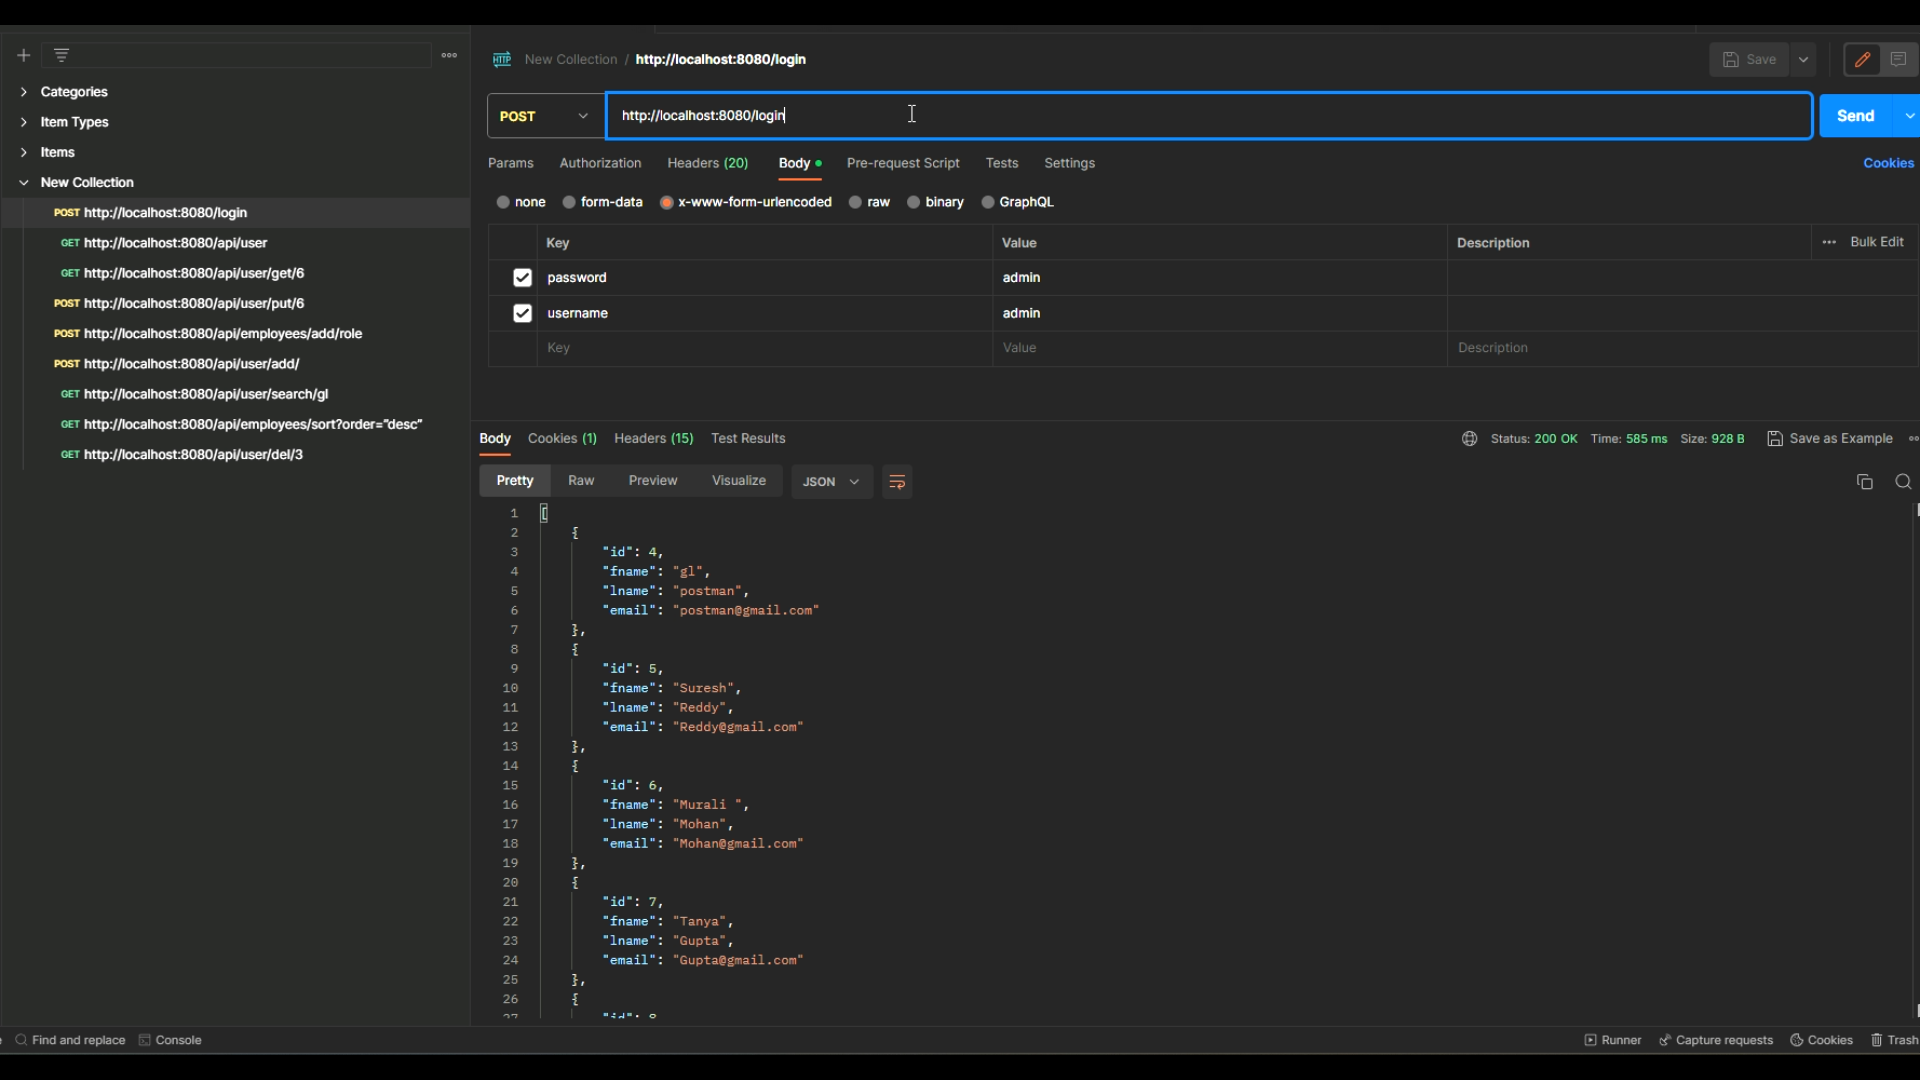 New Collection / http://localhost:8080/login
Save
Categories
Item Types
Items
New Collection
POST http://localhost:8080/login
GET http://localhost:8080/api/user
GET http://localhost:8080/api/user/get/6
POST http://localhost:8080/api/user/put/6
POST http://localhost:8080/api/employees/add/role
POST http://localhost:8080/api/user/add/
GET http://localhost:8080/api/user/search/gl
GET http://localhost:8080/api/employees/sort?order="desc"
GET http://localhost:8080/api/user/del/3
POST http://localhost:8080/login Send
Params Authorization Headers (20) Body Pre-request Script Tests Settings Cookies
none form-data x-www-form-urlencoded raw binary GraphQL
Key Value Description Bulk Edit
password admin
username admin
Key Value Description
Body Cookies (1) Headers (15) Test Results Status: 200 OK Time: 585 ms Size: 928 B Save as Example
Pretty Raw Preview Visualize JSON
1 [
2 {
3 "id": 4,
4 "fname": "gl",
5 "lname": "postman",
6 "email": "postman@gmail.com"
7 },
8 {
9 "id": 5,
10 "fname": "Suresh",
11 "lname": "Reddy",
12 "email": "Reddy@gmail.com"
13 },
14 {
15 "id": 6,
16 "fname": "Murali ",
17 "lname": "Mohan",
18 "email": "Mohan@gmail.com"
19 },
20 {
21 "id": 7,
22 "fname": "Tanya",
23 "lname": "Gupta",
24 "email": "Gupta@gmail.com"
25 },
26 {
27 "id": 8
Find and replace Console Runner Capture requests Cookies Trash